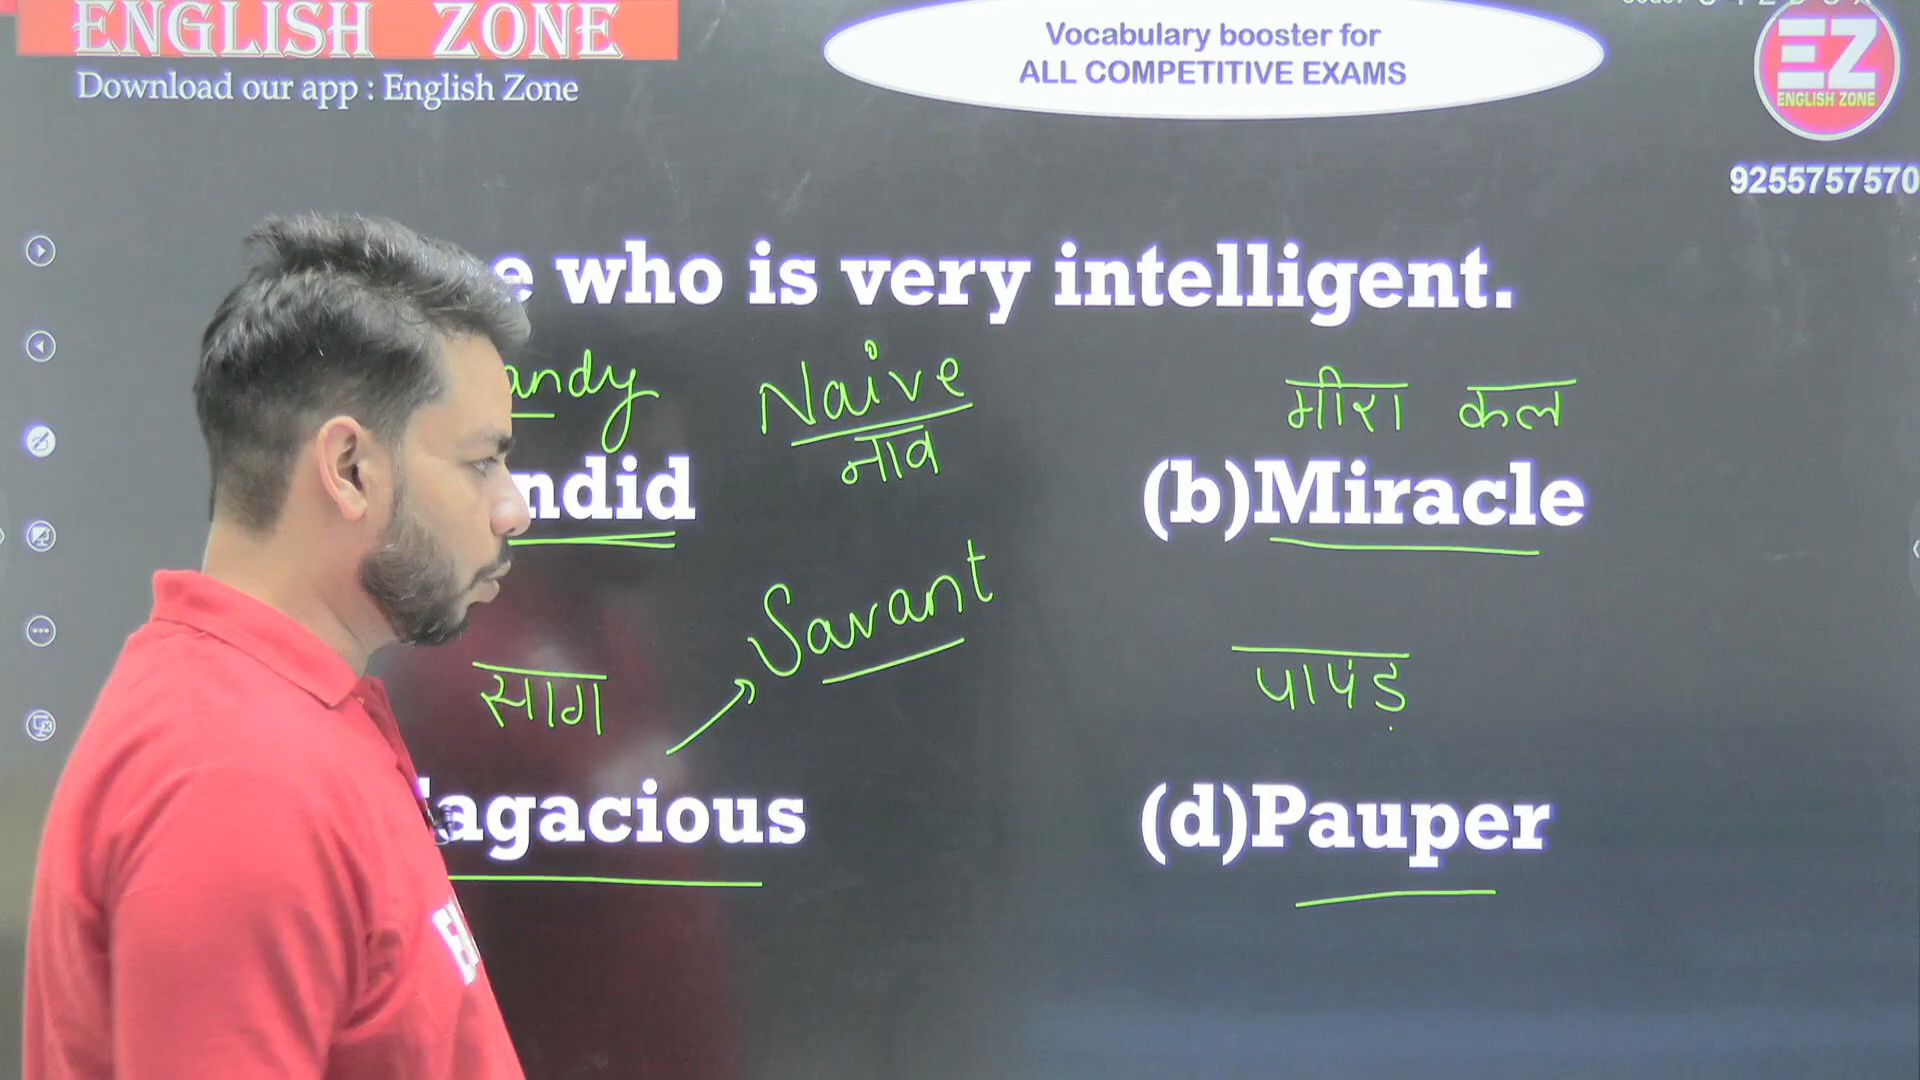 ENGLISH ZONE
Download our app : English Zone
Vocabulary booster for
ALL COMPETITIVE EXAMS
EZ
ENGLISH ZONE
9255757570
e who is very intelligent.
andy
Naive
नाव
मीरा कल
ndid
(b)Miracle
Savant
साग
पापड़
agacious
(d)Pauper